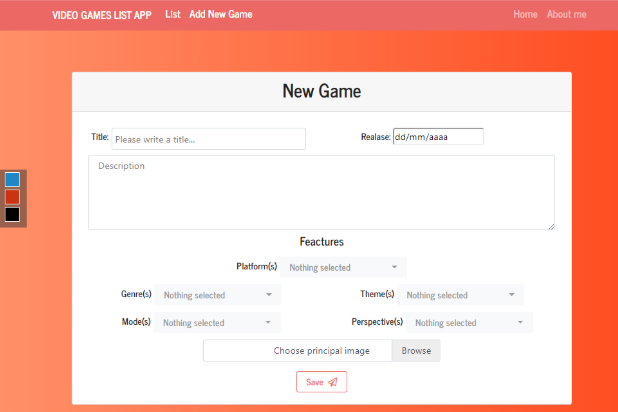 VIDEO GAMES LIST APP List Add New Game Home About me
New Game
Title: Please write a title... Realase: dd/mm/aaaa
Description
Feactures
Platform(s) Nothing selected
Genre(s) Nothing selected Theme(s) Nothing selected
Mode(s) Nothing selected Perspective(s) Nothing selected
Choose principal image Browse
Save